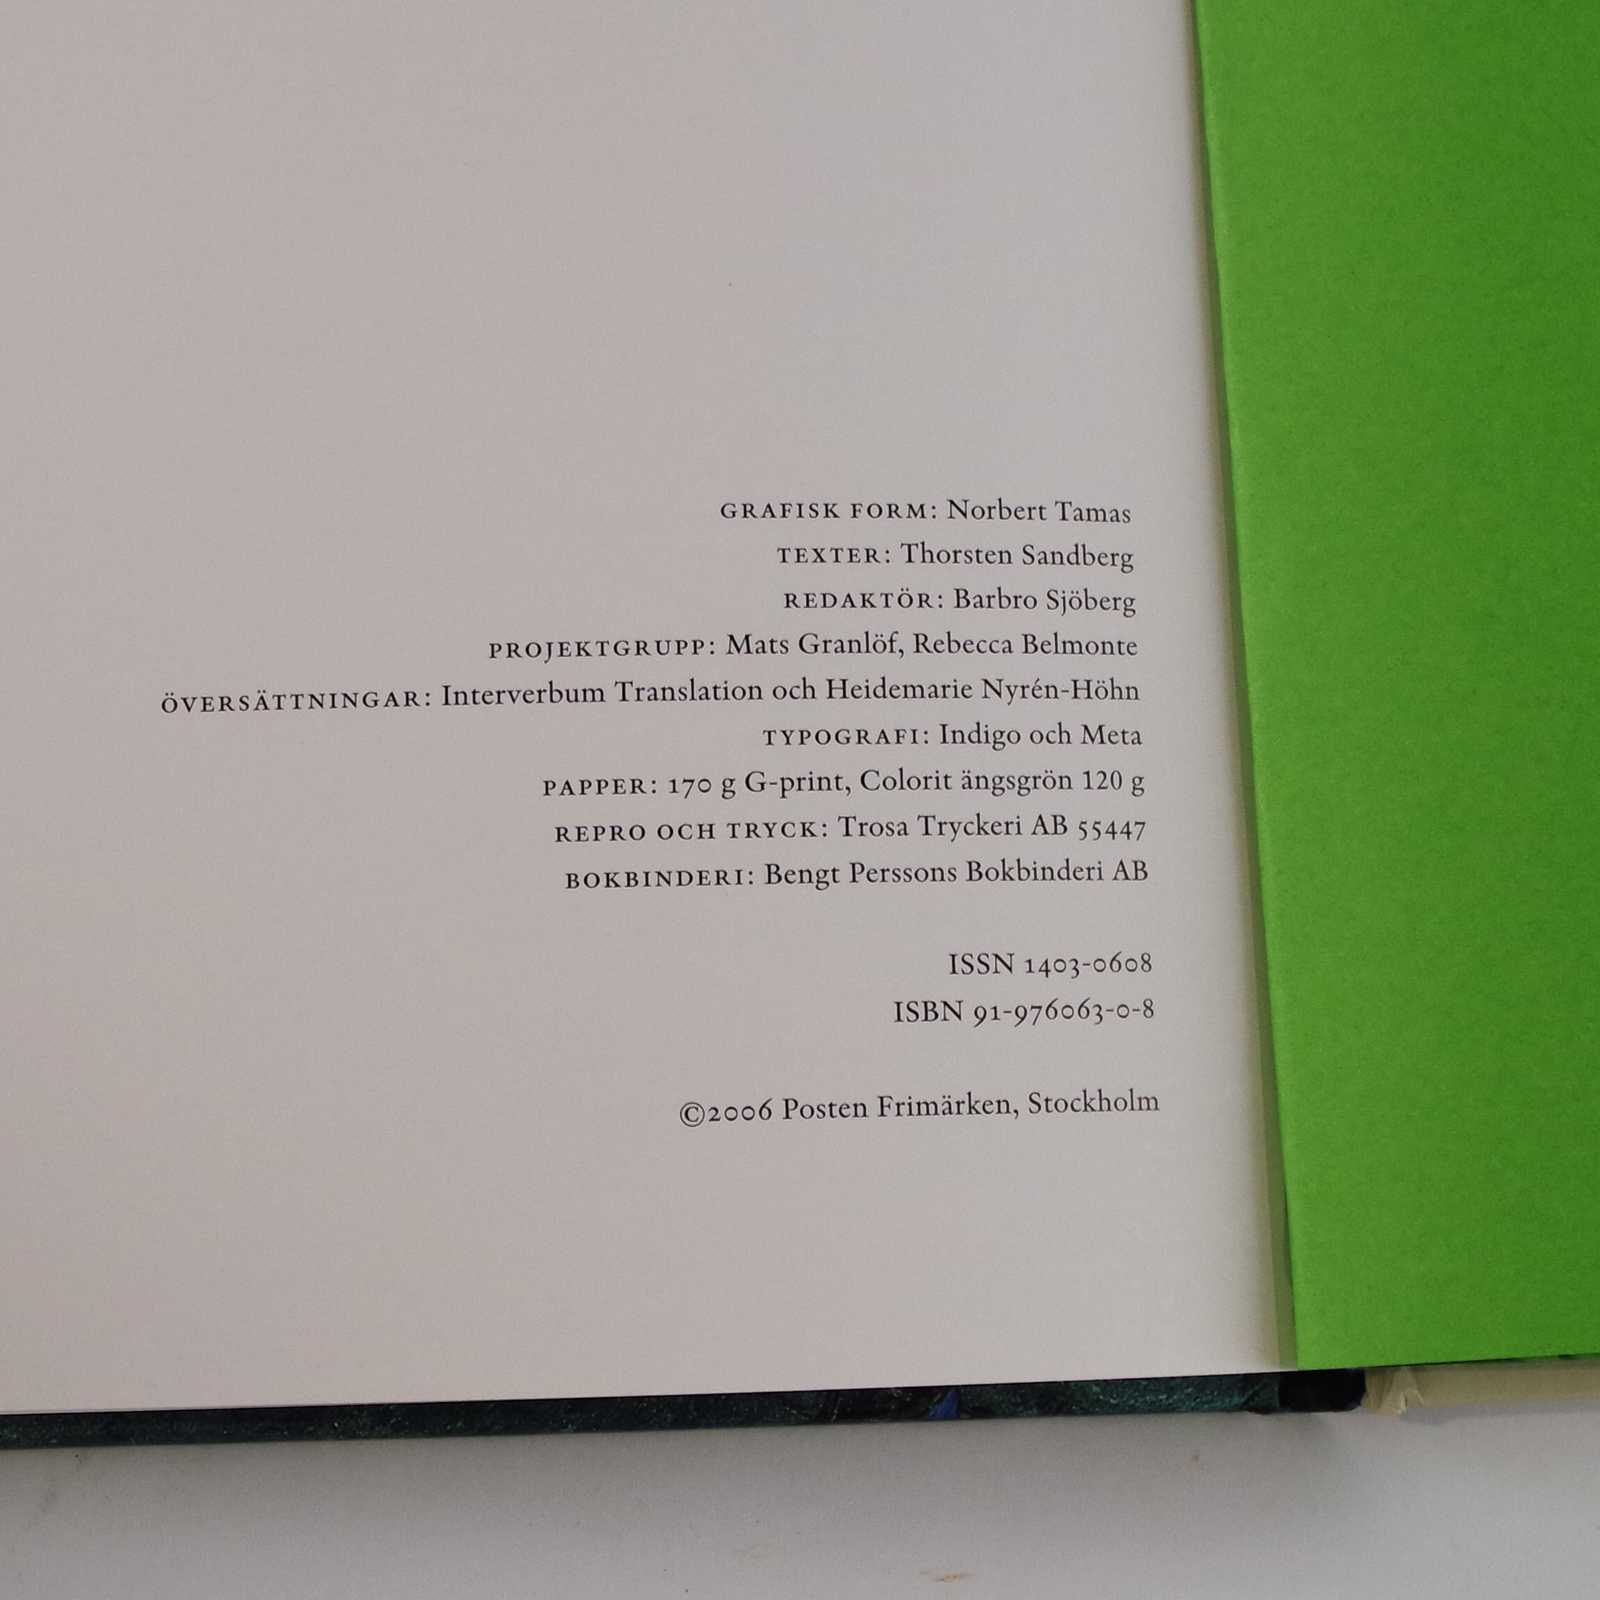 GRAFISK FORM: Norbert Tamas
TEXTER: Thorsten Sandberg
REDAKTÖR: Barbro Sjöberg
PROJEKTGRUPP: Mats Granlöf, Rebecca Belmonte
ÖVERSÄTTNINGAR: Interverbum Translation och Heidemarie Nyrén-Höhn
TYPOGRAFI: Indigo och Meta
PAPPER: 170 g G-print, Colorit ängsgrön 120 g
REPRO OCH TRYCK: Trosa Tryckeri AB 55447
BOKBINDERI: Bengt Perssons Bokbinderi AB
ISSN 1403-0608
ISBN 91-976063-0-8
©2006 Posten Frimärken, Stockholm